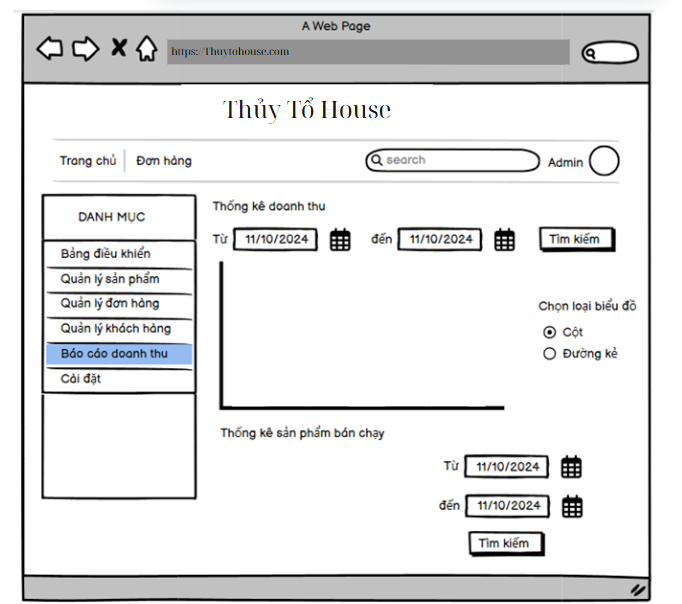 A Web Page
https://Thuytohouse.com
Thủy Tổ House
Trang chủ Đơn hàng search Admin
DANH MỤC
Bảng điều khiển
Quản lý sản phẩm
Quản lý đơn hàng
Quản lý khách hàng
Báo cáo doanh thu
Cài đặt
Thống kê doanh thu
Từ 11/10/2024 đến 11/10/2024 Tìm kiếm
Chọn loại biểu đồ
Cột
Đường kẻ
Thống kê sản phẩm bán chạy
Từ 11/10/2024
đến 11/10/2024
Tìm kiếm